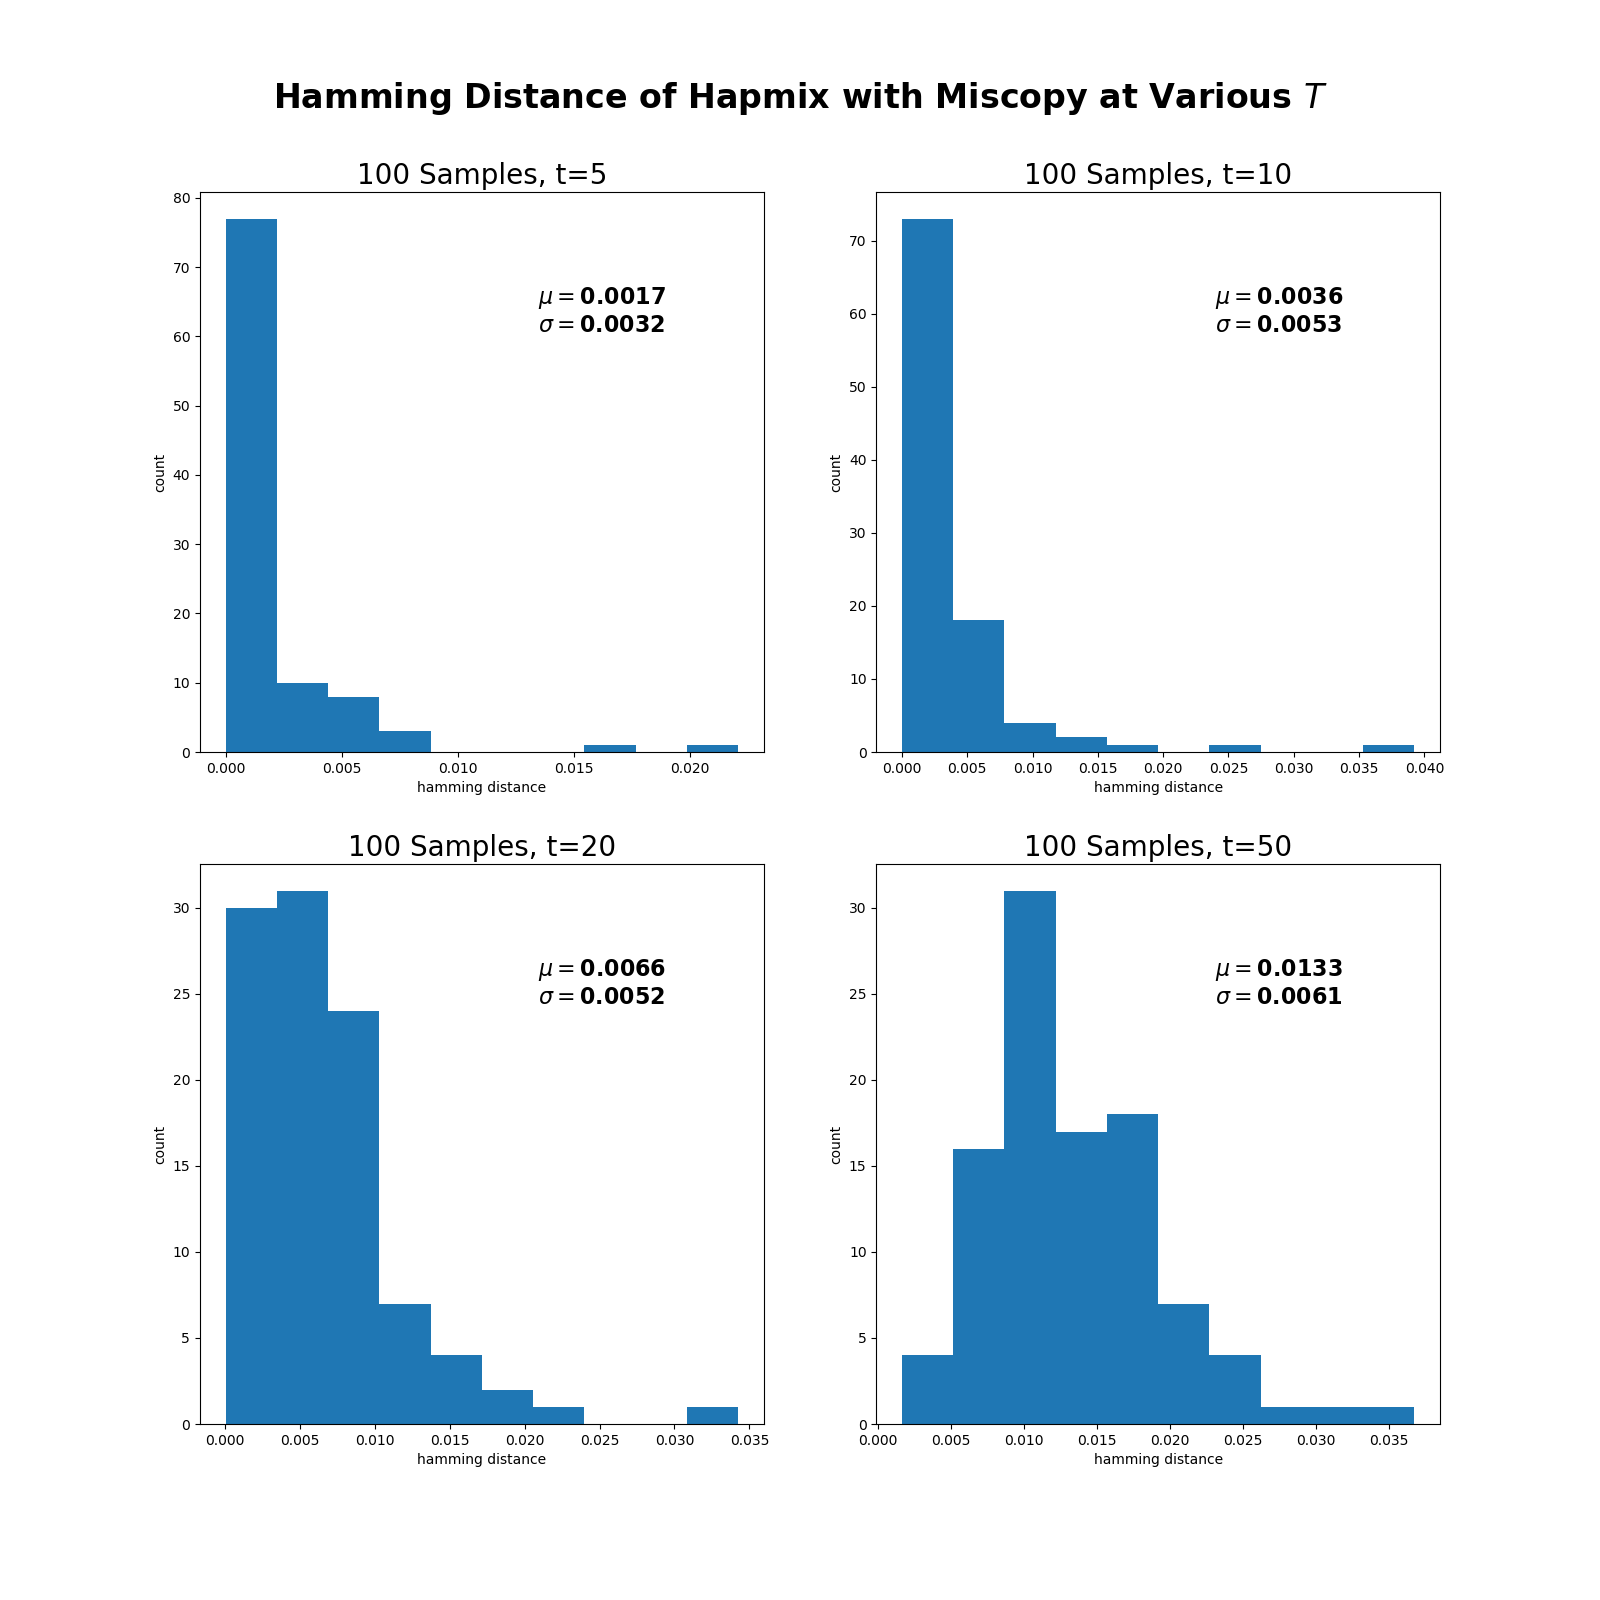 Hamming Distance of Hapmix with Miscopy at Various T
100 Samples, t=5
80
70
60
50
40
30
20
10
0
count
μ = 0.0017
σ = 0.0032
0.000 0.005 0.010 0.015 0.020
hamming distance
100 Samples, t=10
70
60
50
40
30
20
10
0
count
μ = 0.0036
σ = 0.0053
0.000 0.005 0.010 0.015 0.020 0.025 0.030 0.035 0.040
hamming distance
100 Samples, t=20
30
25
20
15
10
5
0
count
μ = 0.0066
σ = 0.0052
0.000 0.005 0.010 0.015 0.020 0.025 0.030 0.035
hamming distance
100 Samples, t=50
30
25
20
15
10
5
0
count
μ = 0.0133
σ = 0.0061
0.000 0.005 0.010 0.015 0.020 0.025 0.030 0.035
hamming distance